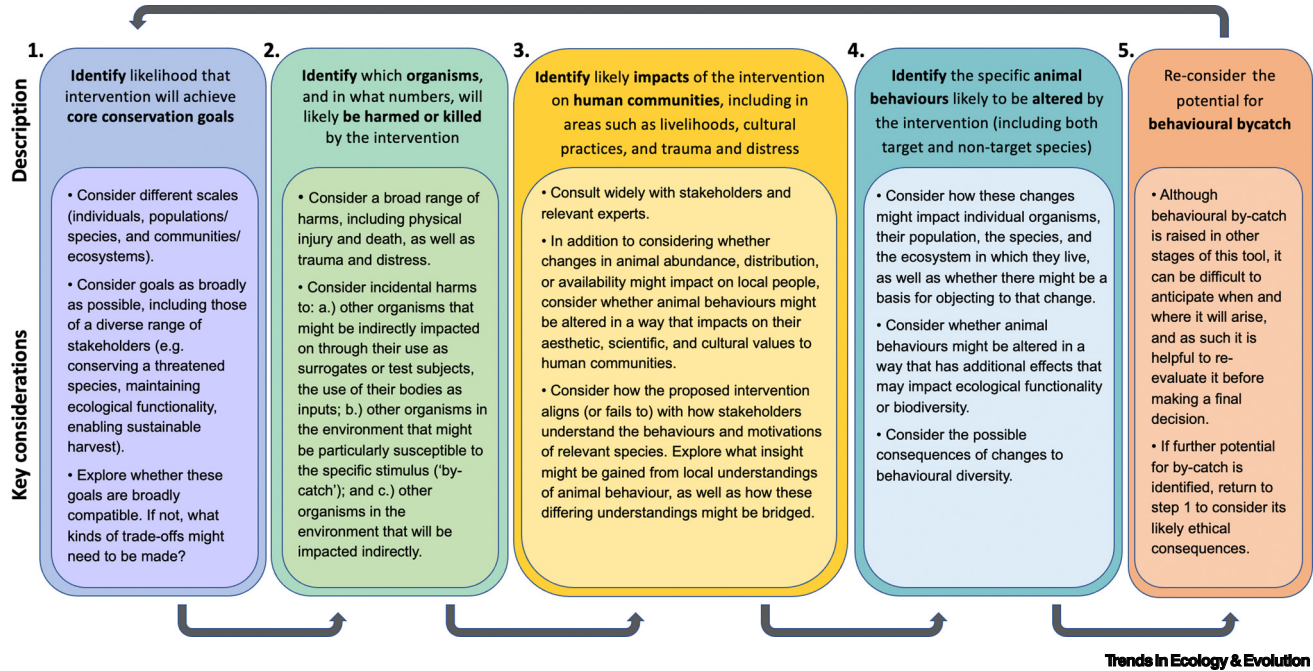 1.
Identify likelihood that
intervention will achieve
core conservation goals
• Consider different scales
(individuals, populations/
species, and communities/
ecosystems).
• Consider goals as broadly
as possible, including those
of a diverse range of
stakeholders (e.g.
conserving a threatened
species, maintaining
ecological functionality,
enabling sustainable
harvest).
• Explore whether these
goals are broadly
compatible. If not, what
kinds of trade-offs might
need to be made?
2.
Identify which organisms,
and in what numbers, will
likely be harmed or killed
by the intervention
• Consider a broad range of
harms, including physical
injury and death, as well as
trauma and distress.
• Consider incidental harms
to: a.) other organisms that
might be indirectly impacted
on through their use as
surrogates or test subjects,
the use of their bodies as
inputs; b.) other organisms in
the environment that might
be particularly susceptible to
the specific stimulus (‘by-
catch’); and c.) other
organisms in the
environment that will be
impacted indirectly.
3.
Identify likely impacts of the intervention
on human communities, including in
areas such as livelihoods, cultural
practices, and trauma and distress
• Consult widely with stakeholders and
relevant experts.
• In addition to considering whether
changes in animal abundance, distribution,
or availability might impact on local people,
consider whether animal behaviours might
be altered in a way that impacts on their
aesthetic, scientific, and cultural values to
human communities.
• Consider how the proposed intervention
aligns (or fails to) with how stakeholders
understand the behaviours and motivations
of relevant species. Explore what insight
might be gained from local understandings
of animal behaviour, as well as how these
differing understandings might be bridged.
4.
Identify the specific animal
behaviours likely to be altered by
the intervention (including both
target and non-target species)
• Consider how these changes
might impact individual organisms,
their population, the species, and
the ecosystem in which they live,
as well as whether there might be a
basis for objecting to that change.
• Consider whether animal
behaviours might be altered in a
way that has additional effects that
may impact ecological functionality
or biodiversity.
• Consider the possible
consequences of changes to
behavioural diversity.
5.
Re-consider the
potential for
behavioural bycatch
• Although
behavioural by-catch
is raised in other
stages of this tool, it
can be difficult to
anticipate when and
where it will arise,
and as such it is
helpful to re-
evaluate it before
making a final
decision.
• If further potential
for by-catch is
identified, return to
step 1 to consider its
likely ethical
consequences.
Description
Key considerations
Trends in Ecology & Evolution